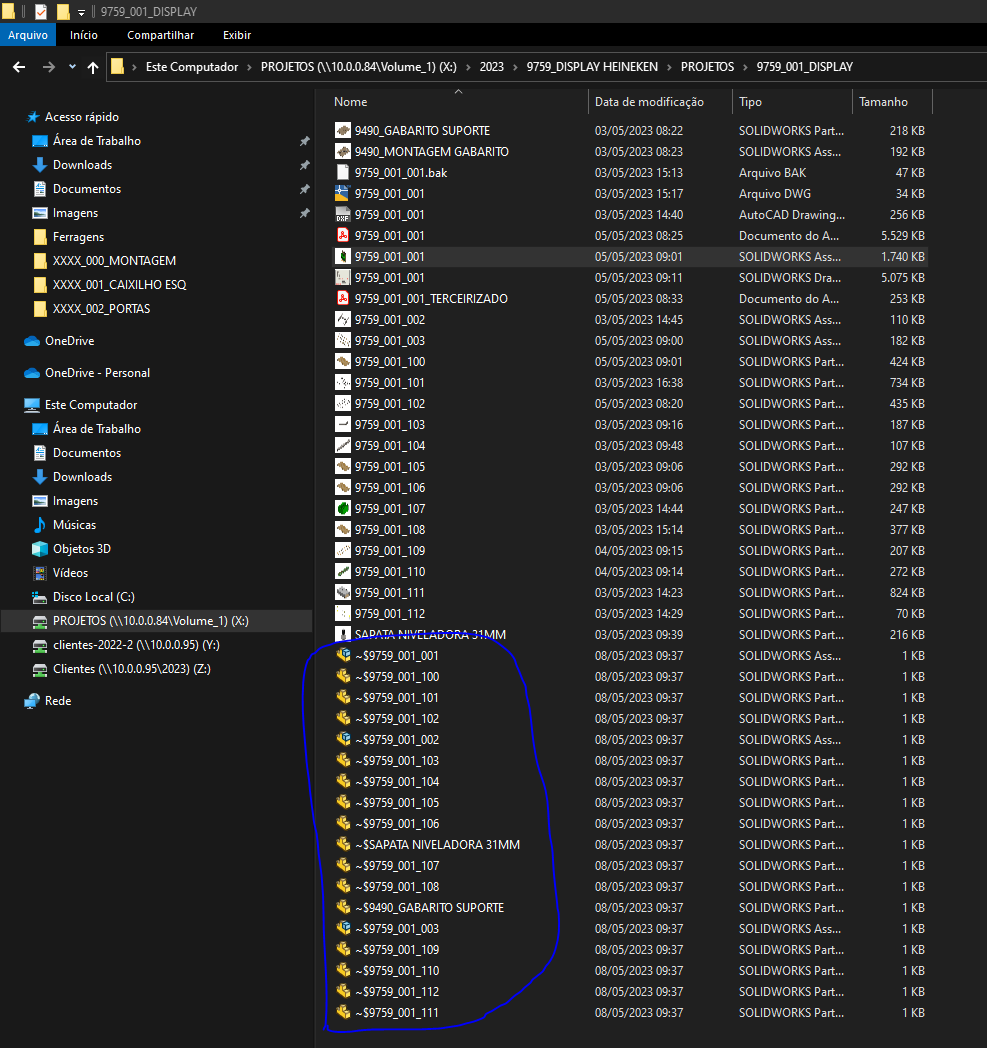 9759_001_DISPLAY
Arquivo Início Compartilhar Exibir
Este Computador PROJETOS (\\10.0.0.84\Volume_1) (X:) 2023 9759_DISPLAY HEINEKEN PROJETOS 9759_001_DISPLAY
Acesso rápido
Área de Trabalho
Downloads
Documentos
Imagens
Ferragens
XXXX_000_MONTAGEM
XXXX_001_CAIXILHO ESQ
XXXX_002_PORTAS
OneDrive
OneDrive - Personal
Este Computador
Área de Trabalho
Documentos
Downloads
Imagens
Músicas
Objetos 3D
Vídeos
Disco Local (C:)
PROJETOS (\\10.0.0.84\Volume_1) (X:)
clientes-2022-2 (\\10.0.0.95) (Y:)
Clientes (\\10.0.0.95\2023) (Z:)
Rede
Nome Data de modificação Tipo Tamanho
9490_GABARITO SUPORTE 03/05/2023 08:22 SOLIDWORKS Part... 218 KB
9490_MONTAGEM GABARITO 03/05/2023 08:23 SOLIDWORKS Ass... 192 KB
9759_001_001.bak 03/05/2023 15:13 Arquivo BAK 47 KB
9759_001_001 03/05/2023 15:17 Arquivo DWG 34 KB
DXF 9759_001_001 03/05/2023 14:40 AutoCAD Drawing... 256 KB
9759_001_001 05/05/2023 08:25 Documento do A... 5.529 KB
9759_001_001 05/05/2023 09:01 SOLIDWORKS Ass... 1.740 KB
9759_001_001 05/05/2023 09:11 SOLIDWORKS Dra... 5.075 KB
9759_001_001_TERCEIRIZADO 05/05/2023 08:33 Documento do A... 253 KB
9759_001_002 03/05/2023 14:45 SOLIDWORKS Ass... 110 KB
9759_001_003 05/05/2023 09:00 SOLIDWORKS Ass... 182 KB
9759_001_100 05/05/2023 09:01 SOLIDWORKS Part... 424 KB
9759_001_101 03/05/2023 16:38 SOLIDWORKS Part... 734 KB
9759_001_102 05/05/2023 08:20 SOLIDWORKS Part... 435 KB
9759_001_103 03/05/2023 09:16 SOLIDWORKS Part... 187 KB
9759_001_104 03/05/2023 09:48 SOLIDWORKS Part... 107 KB
9759_001_105 03/05/2023 09:06 SOLIDWORKS Part... 292 KB
9759_001_106 03/05/2023 09:06 SOLIDWORKS Part... 292 KB
9759_001_107 03/05/2023 14:44 SOLIDWORKS Part... 247 KB
9759_001_108 03/05/2023 15:14 SOLIDWORKS Part... 377 KB
9759_001_109 04/05/2023 09:15 SOLIDWORKS Part... 207 KB
9759_001_110 04/05/2023 09:14 SOLIDWORKS Part... 272 KB
9759_001_111 03/05/2023 14:23 SOLIDWORKS Part... 824 KB
9759_001_112 03/05/2023 14:29 SOLIDWORKS Part... 70 KB
SAPATA NIVELADORA 31MM 03/05/2023 09:39 SOLIDWORKS Part... 216 KB
~$9759_001_001 08/05/2023 09:37 SOLIDWORKS Ass... 1 KB
~$9759_001_100 08/05/2023 09:37 SOLIDWORKS Part... 1 KB
~$9759_001_101 08/05/2023 09:37 SOLIDWORKS Part... 1 KB
~$9759_001_102 08/05/2023 09:37 SOLIDWORKS Part... 1 KB
~$9759_001_002 08/05/2023 09:37 SOLIDWORKS Ass... 1 KB
~$9759_001_103 08/05/2023 09:37 SOLIDWORKS Part... 1 KB
~$9759_001_104 08/05/2023 09:37 SOLIDWORKS Part... 1 KB
~$9759_001_105 08/05/2023 09:37 SOLIDWORKS Part... 1 KB
~$9759_001_106 08/05/2023 09:37 SOLIDWORKS Part... 1 KB
~$SAPATA NIVELADORA 31MM 08/05/2023 09:37 SOLIDWORKS Part... 1 KB
~$9759_001_107 08/05/2023 09:37 SOLIDWORKS Part... 1 KB
~$9759_001_108 08/05/2023 09:37 SOLIDWORKS Part... 1 KB
~$9490_GABARITO SUPORTE 08/05/2023 09:37 SOLIDWORKS Part... 1 KB
~$9759_001_003 08/05/2023 09:37 SOLIDWORKS Ass... 1 KB
~$9759_001_109 08/05/2023 09:37 SOLIDWORKS Part... 1 KB
~$9759_001_110 08/05/2023 09:37 SOLIDWORKS Part... 1 KB
~$9759_001_112 08/05/2023 09:37 SOLIDWORKS Part... 1 KB
~$9759_001_111 08/05/2023 09:37 SOLIDWORKS Part... 1 KB